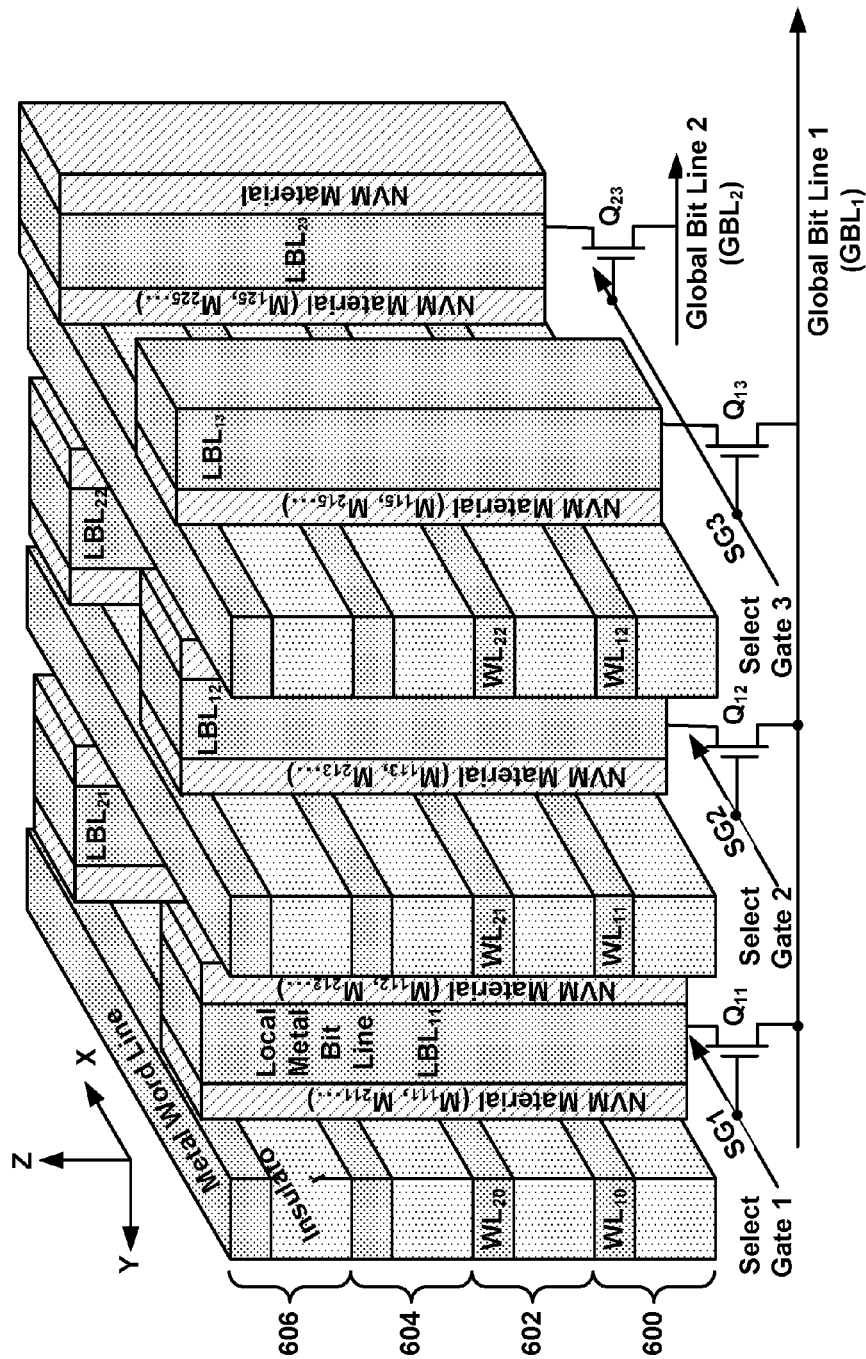 Z
X
Y
Metal Word Line
Insulato
r
606
604
602
600
WL20
WL10
Local
Metal
Bit
Line
LBL11
NVM Material (M111, M211...)
NVM Material (M112, M212...)
LBL21
WL21
WL11
LBL12
NVM Material (M113, M213...)
LBL22
WL22
WL12
LBL13
NVM Material (M115, M215...)
LBL23
NVM Material (M125, M225...)
NVM Material
Q11
Q12
Q13
Q23
SG1
SG2
SG3
Select
Gate 1
Select
Gate 2
Select
Gate 3
Global Bit Line 2
(GBL2)
Global Bit Line 1
(GBL1)